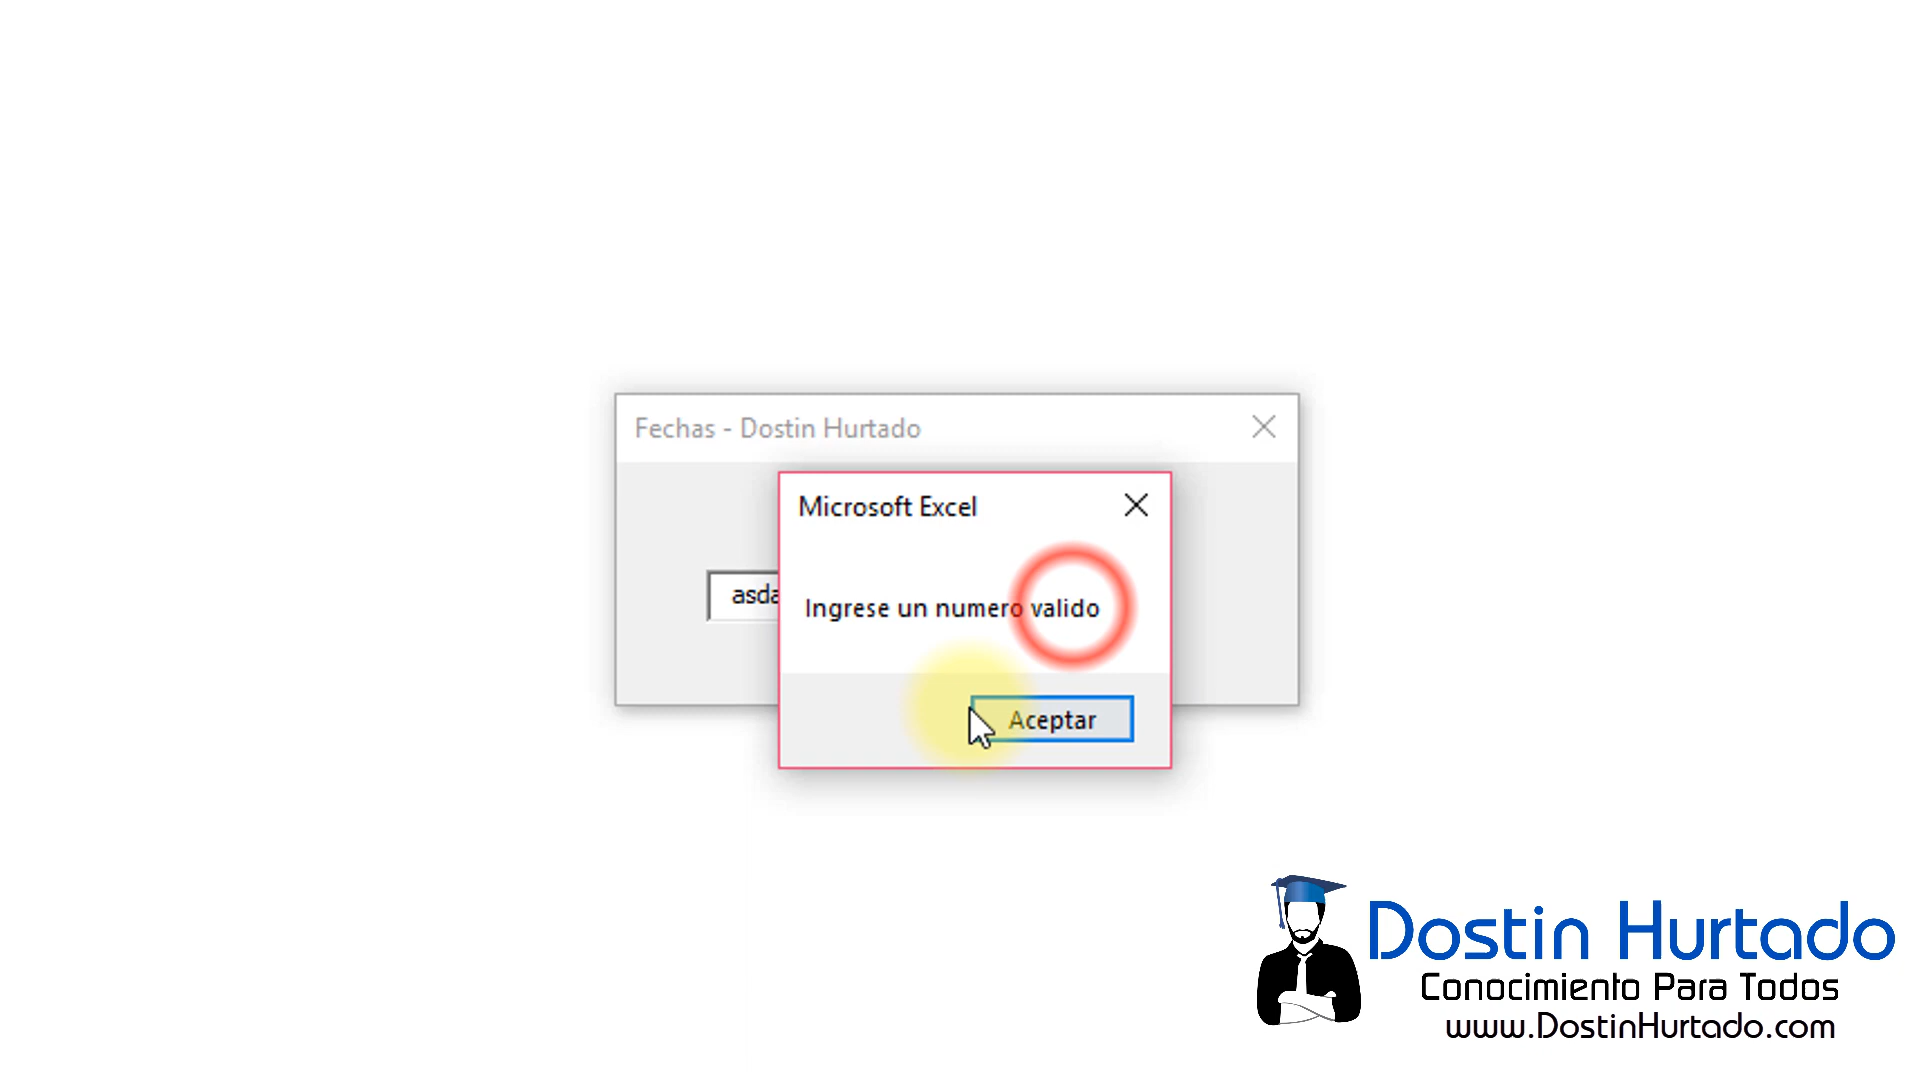 Fechas - Dostin Hurtado
Microsoft Excel
Ingrese un numero valido
asda
Aceptar
Dostin Hurtado
Conocimiento Para Todos
www.DostinHurtado.com